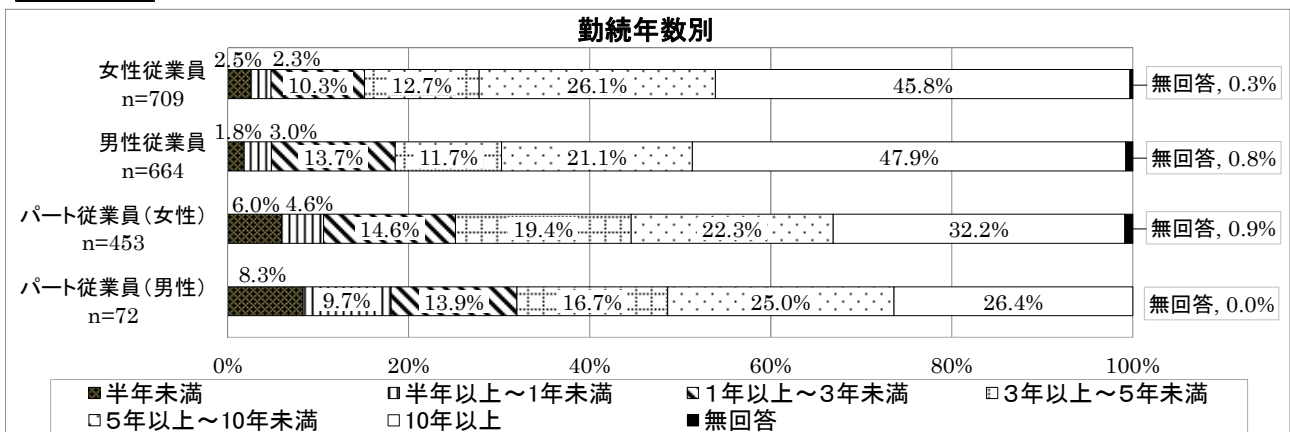 勤続年数別
2.5% 2.3%
女性従業員
n=709
10.3% 12.7% 26.1% 45.8%
無回答, 0.3%
1.8% 3.0%
男性従業員
n=664
13.7% 11.7% 21.1% 47.9%
無回答, 0.8%
6.0% 4.6%
パート従業員(女性)
n=453
14.6% 19.4% 22.3% 32.2%
無回答, 0.9%
8.3%
パート従業員(男性)
n=72
9.7% 13.9% 16.7% 25.0% 26.4%
無回答, 0.0%
0% 20% 40% 60% 80% 100%
半年未満 半年以上～1年未満 1年以上～3年未満 3年以上～5年未満
5年以上～10年未満 10年以上 無回答